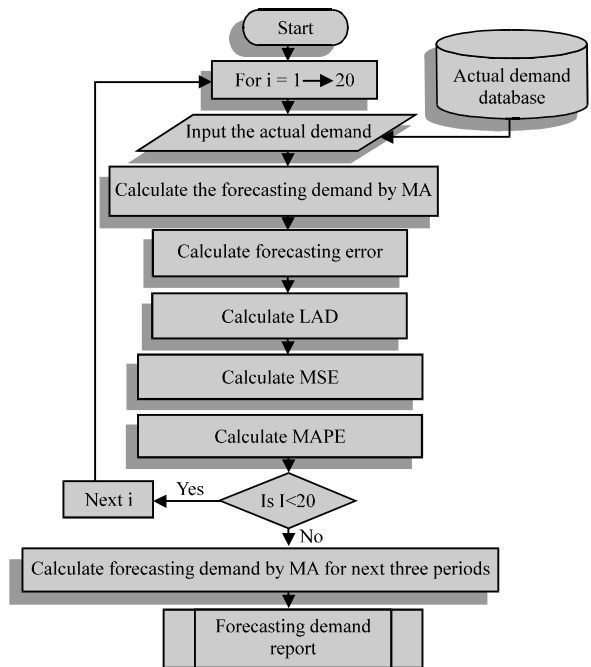 Start
For i = 1→20
Actual demand
database
Input the actual demand
Calculate the forecasting demand by MA
Calculate forecasting error
Calculate LAD
Calculate MSE
Calculate MAPE
Is I<20
Yes
Next i
No
Calculate forecasting demand by MA for next three periods
Forecasting demand
report